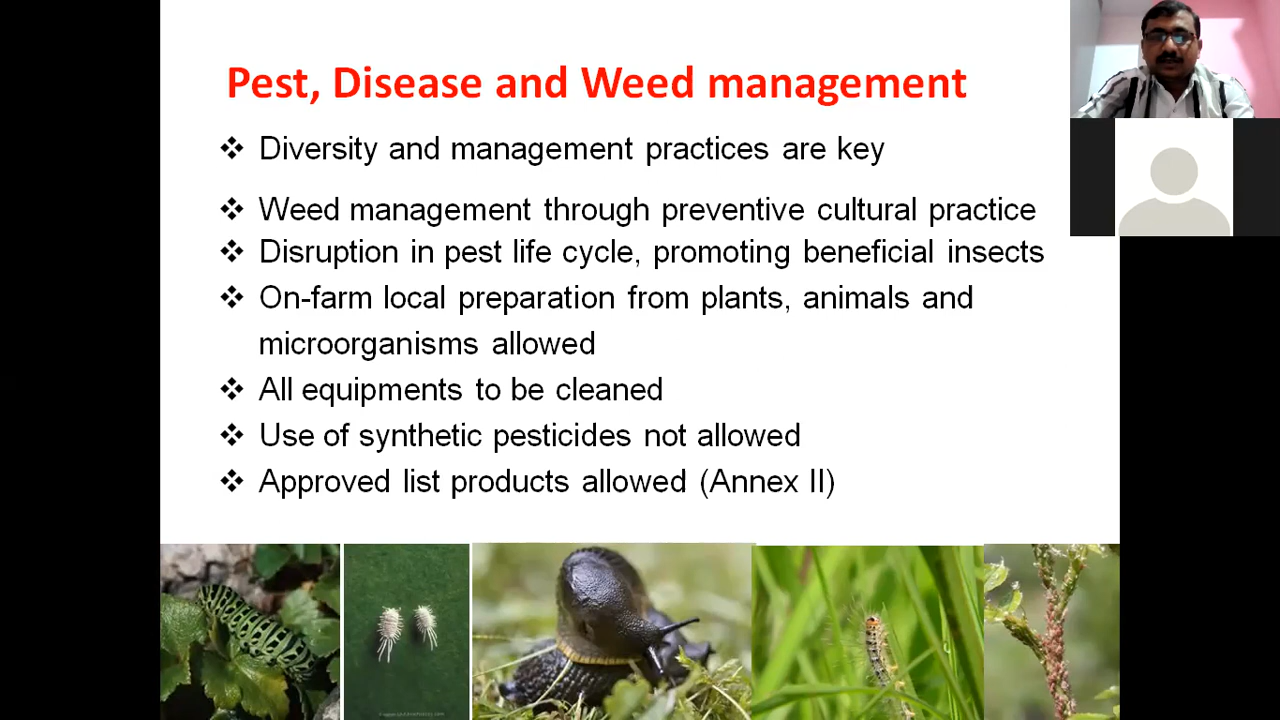 Pest, Disease and Weed management
❖ Diversity and management practices are key
❖ Weed management through preventive cultural practice
❖ Disruption in pest life cycle, promoting beneficial insects
❖ On-farm local preparation from plants, animals and
microorganisms allowed
❖ All equipments to be cleaned
❖ Use of synthetic pesticides not allowed
❖ Approved list products allowed (Annex II)